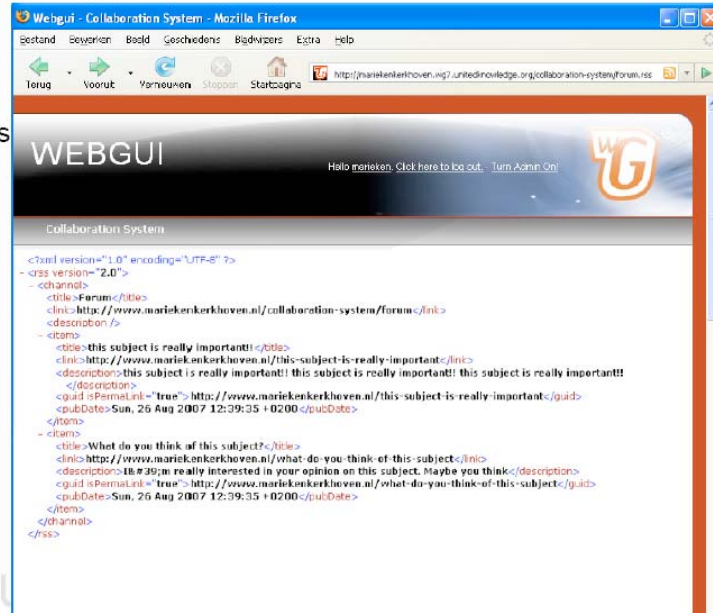 Webgui - Collaboration System - Mozilla Firefox
Bestand Bewerken Beeld Geschiedenis Bladwijzers Extra Help
Terug Vooruit Vernieuwen Stoppen Startpagina http://mariekenkerkhoven.wg7.unitedknowledge.org/collaboration-system/forum.rss
s
WEBGUI
Hello marieken. Click here to log out. - Turn Admin On!
WG
Collaboration System
<?xml version="1.0" encoding="UTF-8" ?>
- <rss version="2.0">
- <channel>
<title>Forum</title>
<link>http://www.mariekenkerkhoven.nl/collaboration-system/forum</link>
<description />
- <item>
<title>this subject is really important!!</title>
<link>http://www.mariekenkerkhoven.nl/this-subject-is-really-important</link>
<description>this subject is really important!! this subject is really important!! this subject is really important!!
</description>
<guid isPermaLink="true">http://www.mariekenkerkhoven.nl/this-subject-is-really-important</guid>
<pubDate>Sun, 26 Aug 2007 12:39:35 +0200</pubDate>
</item>
- <item>
<title>What do you think of this subject?</title>
<link>http://www.mariekenkerkhoven.nl/what-do-you-think-of-this-subject</link>
<description>I&#39;m really interested in your opinion on this subject. Maybe you think</description>
<guid isPermaLink="true">http://www.mariekenkerkhoven.nl/what-do-you-think-of-this-subject</guid>
<pubDate>Sun, 26 Aug 2007 12:39:35 +0200</pubDate>
</item>
</channel>
</rss>